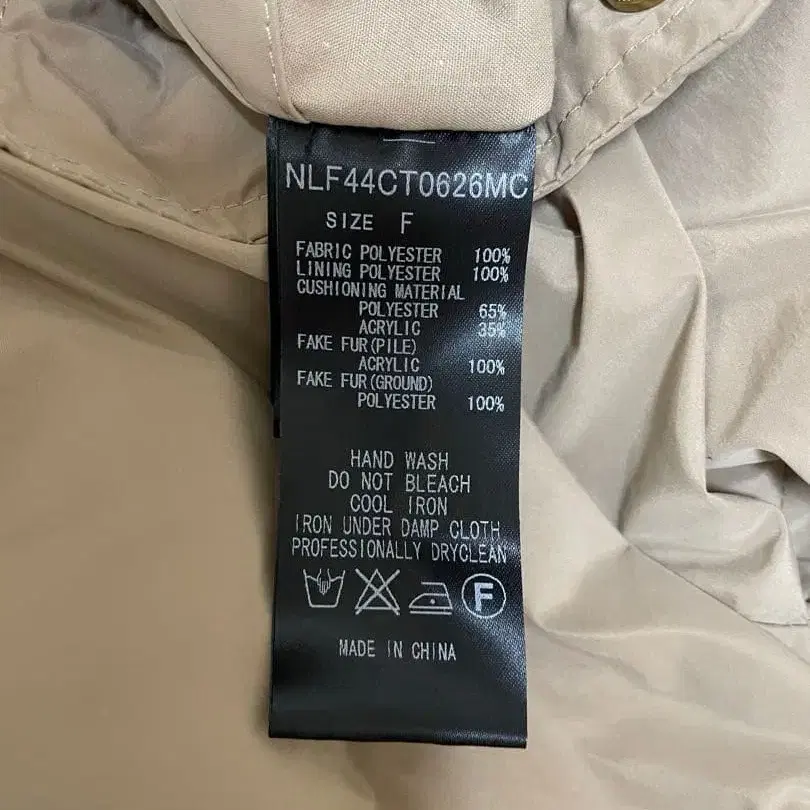 NLF44CT0626MC
SIZE F
FABRIC POLYESTER 100%
LINING POLYESTER 100%
CUSHIONING MATERIAL
POLYESTER 65%
ACRYLIC 35%
FAKE FUR(PILE)
ACRYLIC 100%
FAKE FUR(GROUND)
POLYESTER 100%
HAND WASH
DO NOT BLEACH
COOL IRON
IRON UNDER DAMP CLOTH
PROFESSIONALLY DRYCLEAN
F
MADE IN CHINA